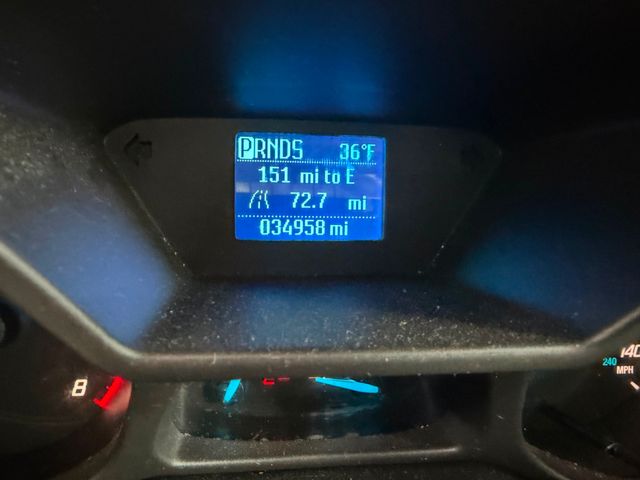 PRNDS 36°F
151 mi to E
72.7 mi
034958 mi
8
140
240
MPH